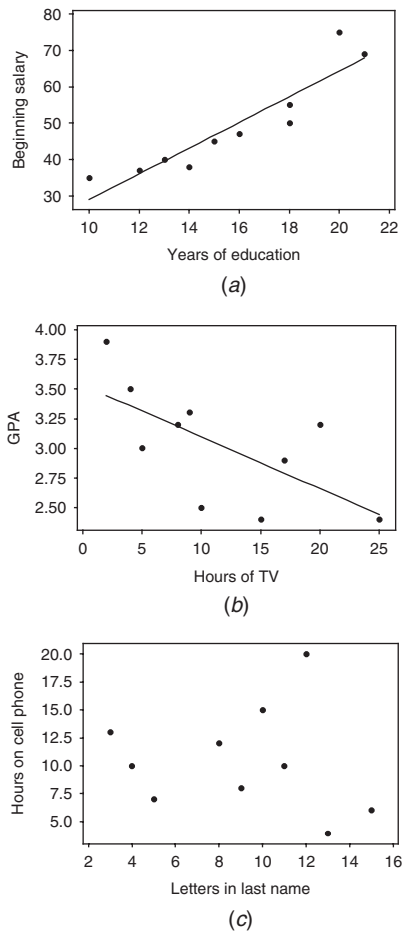 80
70
60
50
40
30
Beginning salary
10 12 14 16 18 20 22
Years of education
(a)
4.00
3.75
3.50
3.25
3.00
2.75
2.50
GPA
0 5 10 15 20 25
Hours of TV
(b)
20.0
17.5
15.0
12.5
10.0
7.5
5.0
Hours on cell phone
2 4 6 8 10 12 14 16
Letters in last name
(c)